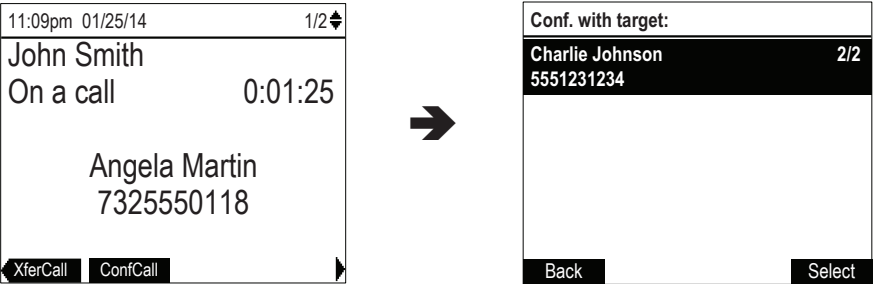 11:09pm 01/25/14 1/2
John Smith
On a call 0:01:25
Angela Martin
7325550118
XferCall ConfCall
Conf. with target:
Charlie Johnson 2/2
5551231234
Back Select